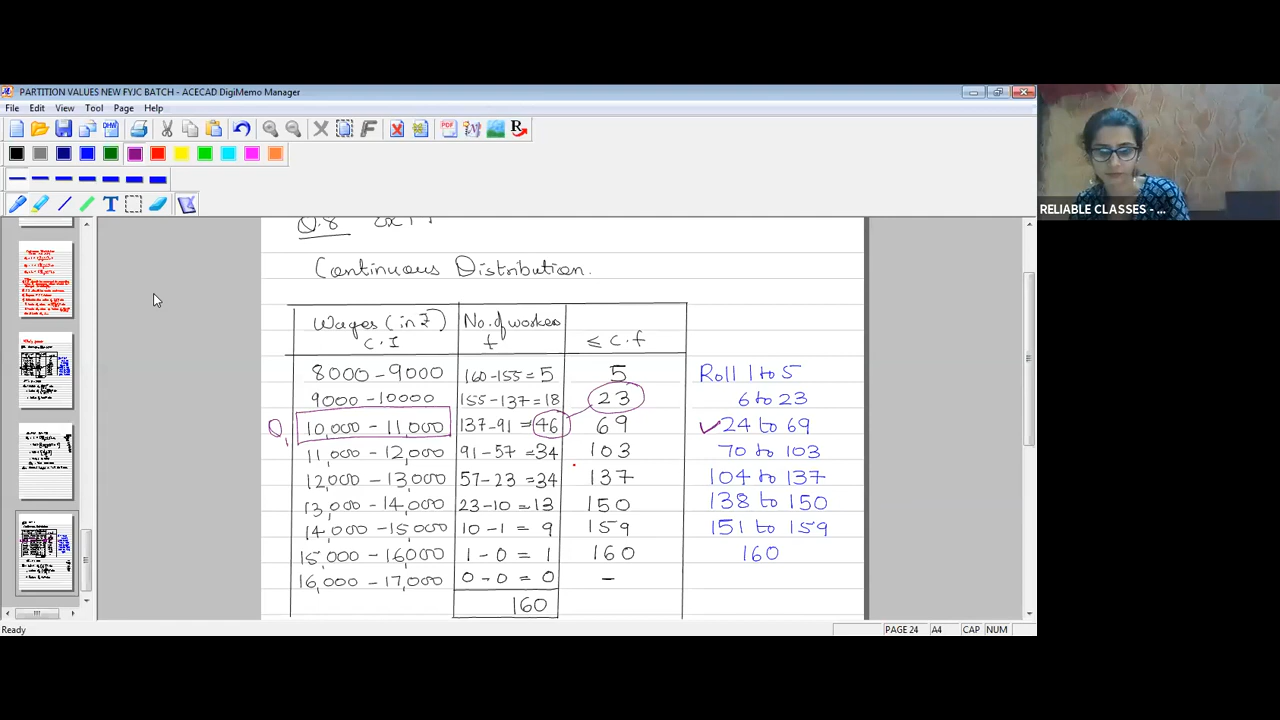 PARTITION VALUES NEW FYJC BATCH - ACECAD DigiMemo Manager
File Edit View Tool Page Help
RELIABLE CLASSES - ...
Q.8
Continuous Distribution.
Wages (in ₹) C.I No. of workes f ≤ c.f
8000 - 9000 160-155 = 5 5 Roll 1 to 5
9000 - 10000 155-137 = 18 23 6 to 23
Q1 10,000 - 11,000 137-91 = 46 69 ✓24 to 69
11,000 - 12,000 91-57 = 34 103 70 to 103
12,000 - 13,000 57-23 = 34 137 104 to 137
13,000 - 14,000 23-10 = 13 150 138 to 150
14,000 - 15,000 10-1 = 9 159 151 to 159
15,000 - 16,000 1-0 = 1 160 160
16,000 - 17,000 0-0 = 0 -
160
Ready PAGE 24 A4 CAP NUM